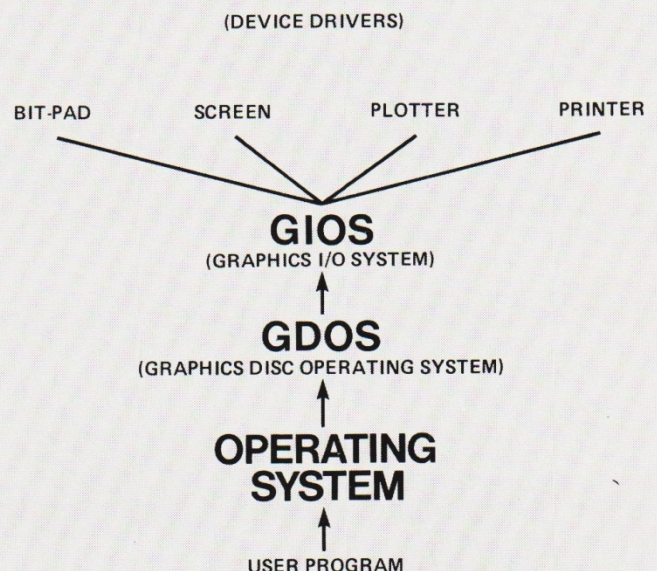 (DEVICE DRIVERS)
BIT-PAD SCREEN PLOTTER PRINTER
GIOS
(GRAPHICS I/O SYSTEM)
GDOS
(GRAPHICS DISC OPERATING SYSTEM)
OPERATING
SYSTEM
USER PROGRAM